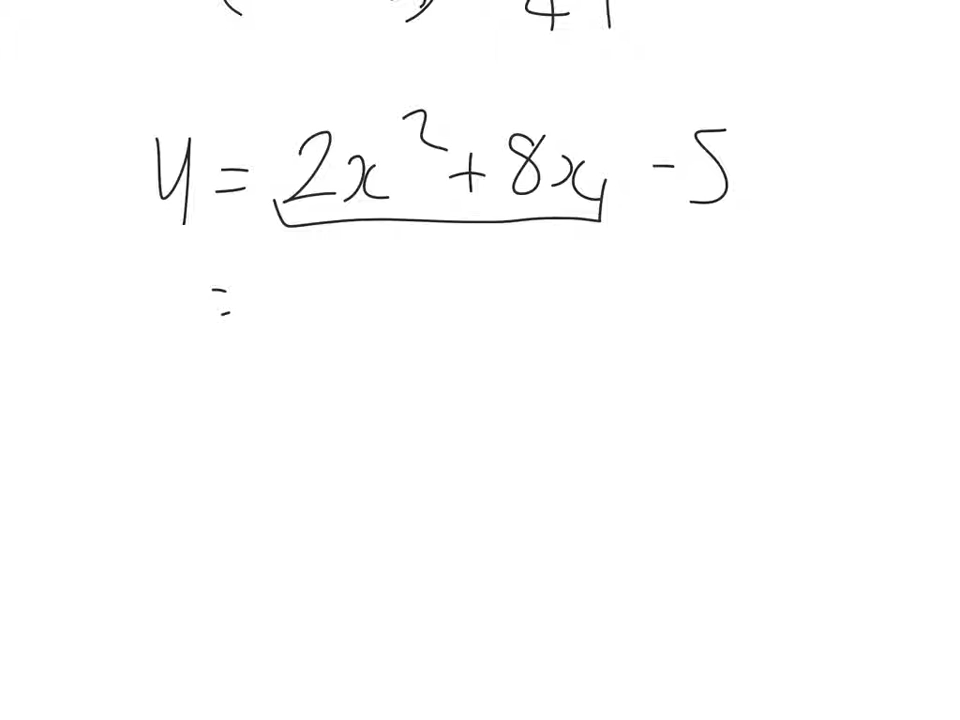 y = 2x² + 8x - 5
=